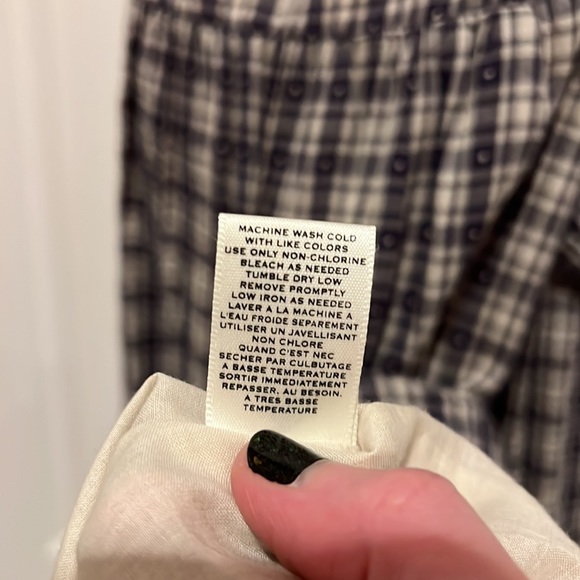 MACHINE WASH COLD
WITH LIKE COLORS
USE ONLY NON-CHLORINE
BLEACH AS NEEDED
TUMBLE DRY LOW
REMOVE PROMPTLY
LOW IRON AS NEEDED
LAVER A LA MACHINE A
L'EAU FROIDE SEPAREMENT
UTILISER UN JAVELLISANT
NON CHLORE
QUAND C'EST NEC
SECHER PAR CULBUTAGE
A BASSE TEMPERATURE
SORTIR IMMEDIATEMENT
REPASSER, AU BESOIN,
A TRES BASSE
TEMPERATURE